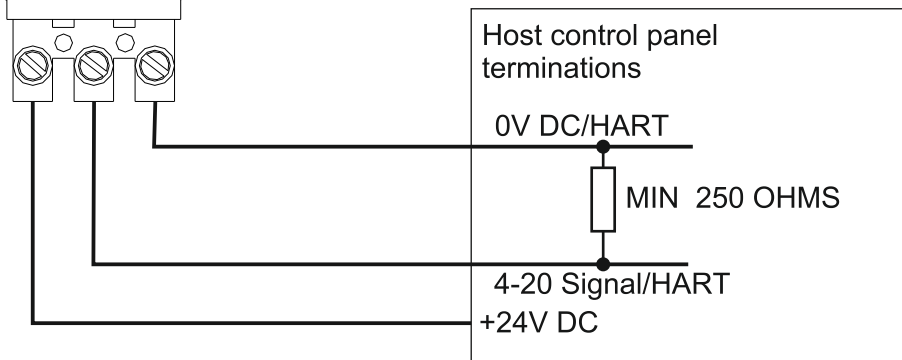 Host control panel
terminations
0V DC/HART
MIN 250 OHMS
4-20 Signal/HART
+24V DC